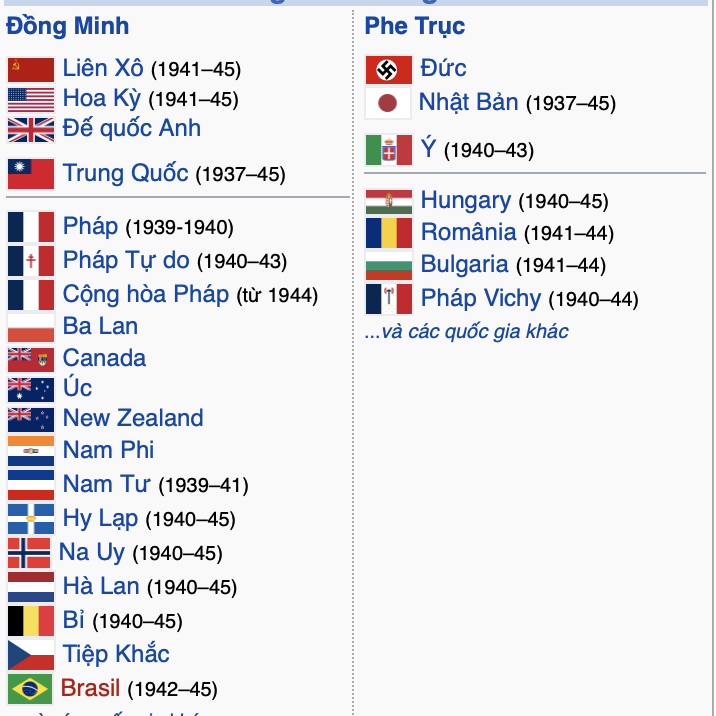 Đồng Minh
Liên Xô (1941–45)
Hoa Kỳ (1941–45)
Đế quốc Anh
Trung Quốc (1937–45)
Pháp (1939-1940)
Pháp Tự do (1940–43)
Cộng hòa Pháp (từ 1944)
Ba Lan
Canada
Úc
New Zealand
Nam Phi
Nam Tư (1939–41)
Hy Lạp (1940–45)
Na Uy (1940–45)
Hà Lan (1940–45)
Bỉ (1940–45)
Tiệp Khắc
Brasil (1942–45)
Phe Trục
Đức
Nhật Bản (1937–45)
Ý (1940–43)
Hungary (1940–45)
România (1941–44)
Bulgaria (1941–44)
Pháp Vichy (1940–44)
...và các quốc gia khác